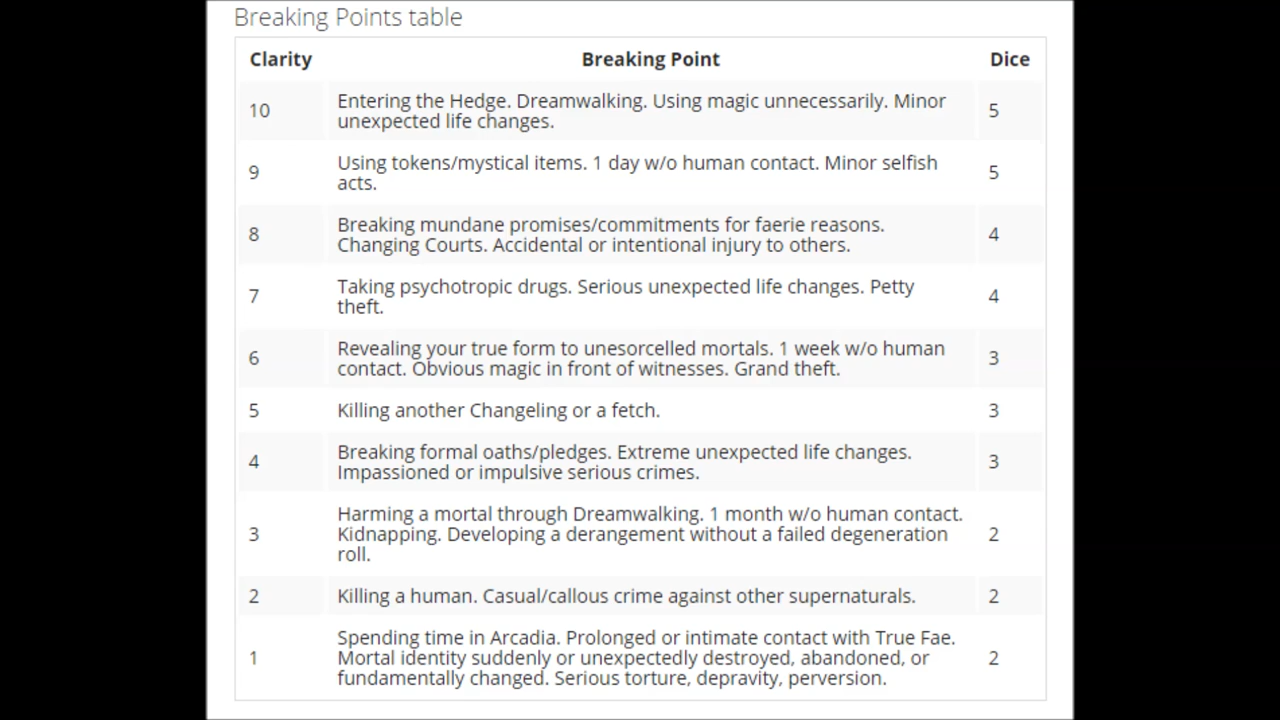 Breaking Points table
Clarity Breaking Point Dice
10 Entering the Hedge. Dreamwalking. Using magic unnecessarily. Minor 5
unexpected life changes.
9 Using tokens/mystical items. 1 day w/o human contact. Minor selfish 5
acts.
8 Breaking mundane promises/commitments for faerie reasons. 4
Changing Courts. Accidental or intentional injury to others.
7 Taking psychotropic drugs. Serious unexpected life changes. Petty 4
theft.
6 Revealing your true form to unesorcelled mortals. 1 week w/o human 3
contact. Obvious magic in front of witnesses. Grand theft.
5 Killing another Changeling or a fetch. 3
4 Breaking formal oaths/pledges. Extreme unexpected life changes. 3
Impassioned or impulsive serious crimes.
3 Harming a mortal through Dreamwalking. 1 month w/o human contact. 2
Kidnapping. Developing a derangement without a failed degeneration
roll.
2 Killing a human. Casual/callous crime against other supernaturals. 2
1 Spending time in Arcadia. Prolonged or intimate contact with True Fae. 2
Mortal identity suddenly or unexpectedly destroyed, abandoned, or
fundamentally changed. Serious torture, depravity, perversion.